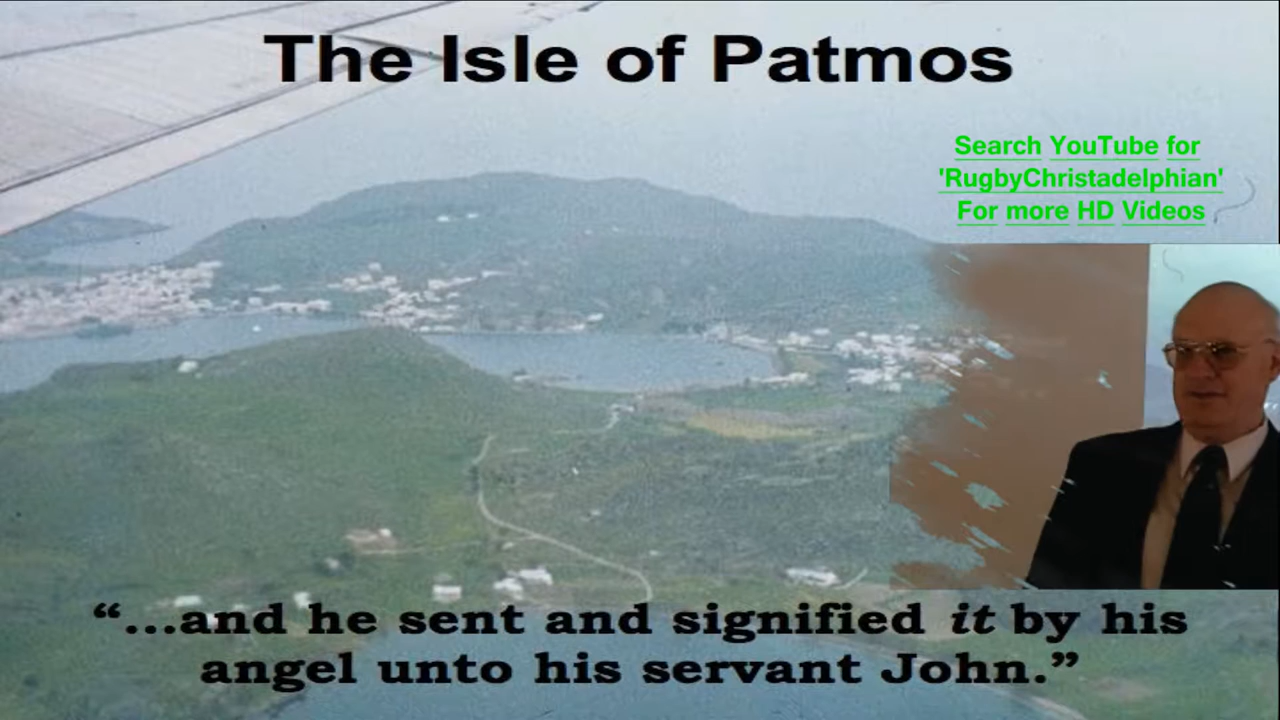 The Isle of Patmos
Search YouTube for
'RugbyChristadelphian'
For more HD Videos
“...and he sent and signified it by his
angel unto his servant John.”